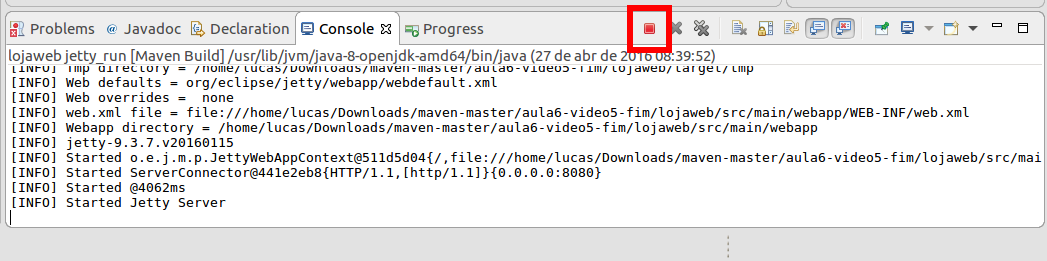 Problems @ Javadoc Declaration Console Progress
lojaweb jetty_run [Maven Build] /usr/lib/jvm/java-8-openjdk-amd64/bin/java (27 de abr de 2016 08:39:52)
[INFO] Tmp directory = /home/lucas/Downloads/maven-master/aula6-video5-fim/lojaweb/target/tmp
[INFO] Web defaults = org/eclipse/jetty/webapp/webdefault.xml
[INFO] Web overrides =  none
[INFO] web.xml file = file:///home/lucas/Downloads/maven-master/aula6-video5-fim/lojaweb/src/main/webapp/WEB-INF/web.xml
[INFO] Webapp directory = /home/lucas/Downloads/maven-master/aula6-video5-fim/lojaweb/src/main/webapp
[INFO] jetty-9.3.7.v20160115
[INFO] Started o.e.j.m.p.JettyWebAppContext@511d5d04{/,file:///home/lucas/Downloads/maven-master/aula6-video5-fim/lojaweb/src/mai
[INFO] Started ServerConnector@441e2eb8{HTTP/1.1,[http/1.1]}{0.0.0.0:8080}
[INFO] Started @4062ms
[INFO] Started Jetty Server